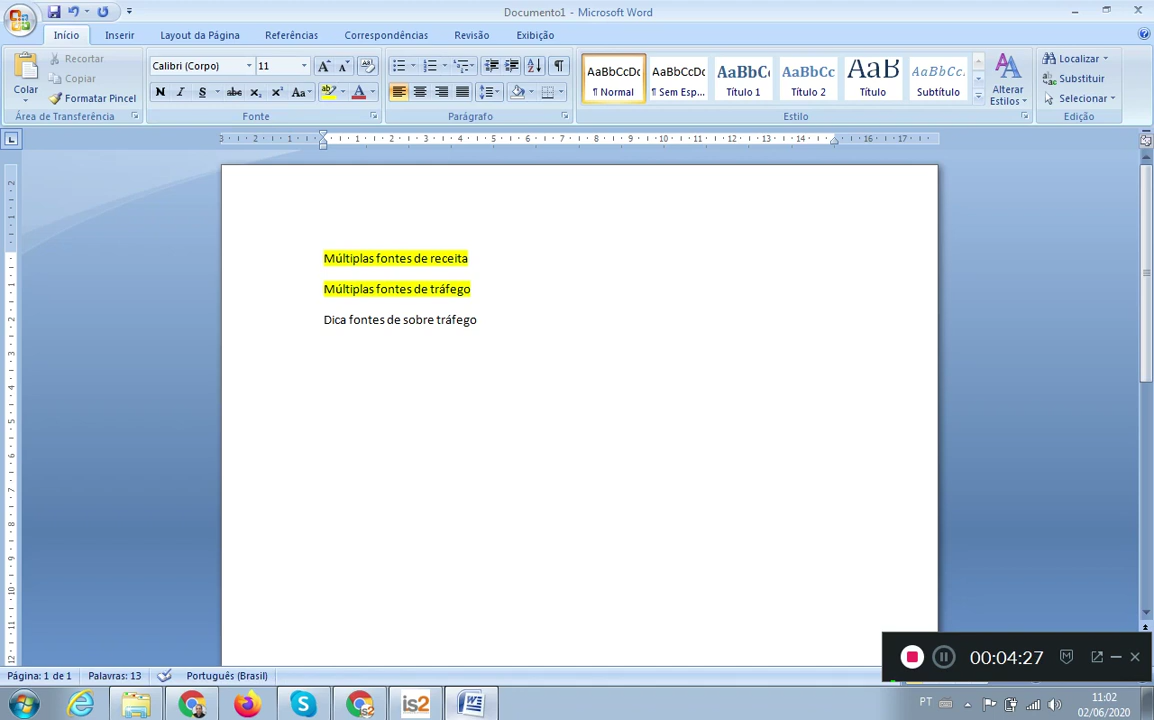 Documento1 - Microsoft Word
Início Inserir Layout da Página Referências Correspondências Revisão Exibição
Colar
Recortar
Copiar
Formatar Pincel
Área de Transferência
Calibri (Corpo) 11
Fonte
Parágrafo
AaBbCcDc AaBbCcDc AaBbCc AaBbCc AaB AaBbCc.
¶ Normal ¶ Sem Esp... Título 1 Título 2 Título Subtítulo
Alterar
Estilos
Estilo
Localizar
Substituir
Selecionar
Edição
Múltiplas fontes de receita
Múltiplas fontes de tráfego
Dica fontes de sobre tráfego
00:04:27
Página: 1 de 1 Palavras: 13 Português (Brasil)
is2
PT
11:02
02/06/2020